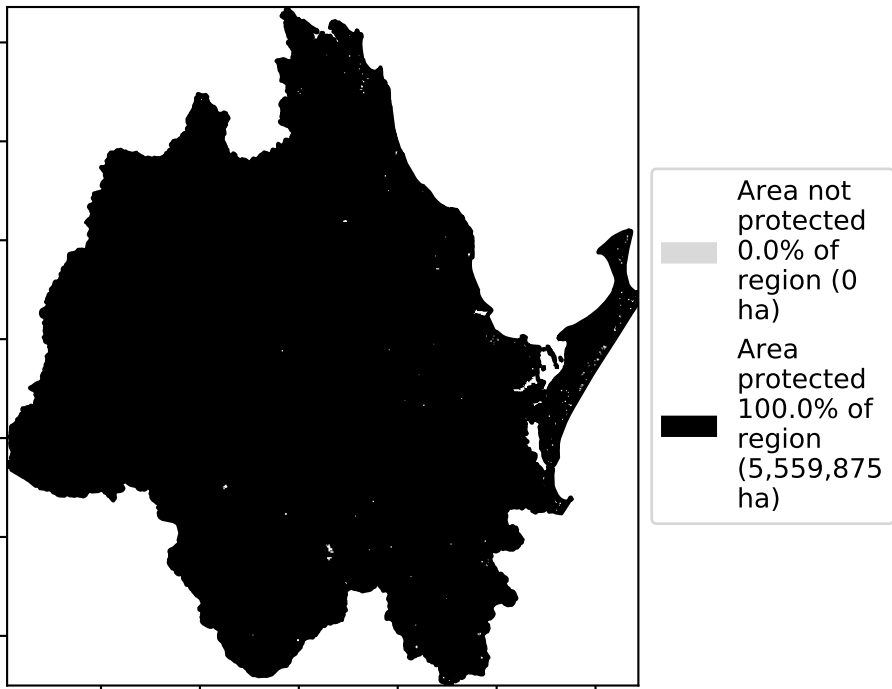 Area not
protected
0.0% of
region (0
ha)
Area
protected
100.0% of
region
(5,559,875
ha)